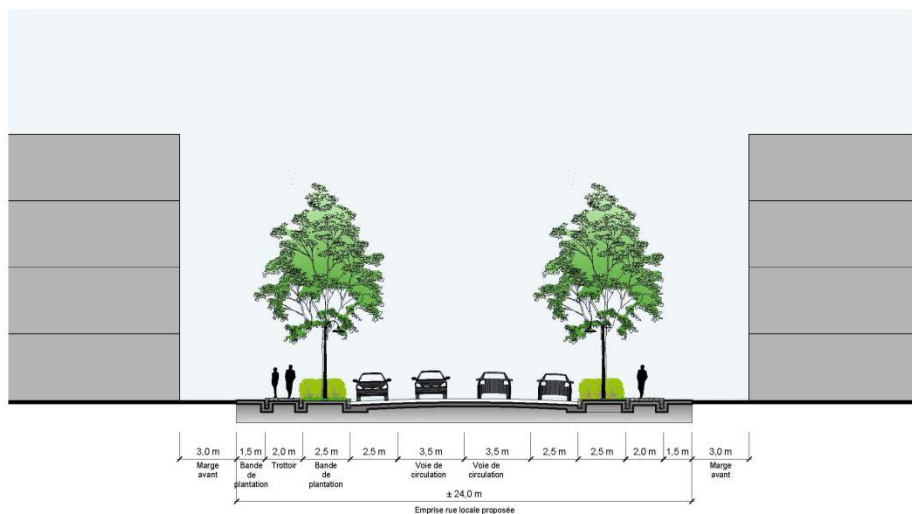 3,0 m 1,5 m 2,0 m 2,5 m 2,5 m 3,5 m 3,5 m 2,5 m 2,5 m 2,0 m 1,5 m 3,0 m
Marge avant
Bande de plantation
Trottoir
Bande de plantation
Voie de circulation
Voie de circulation
Marge avant
± 24,0 m
Emprise rue locale proposée